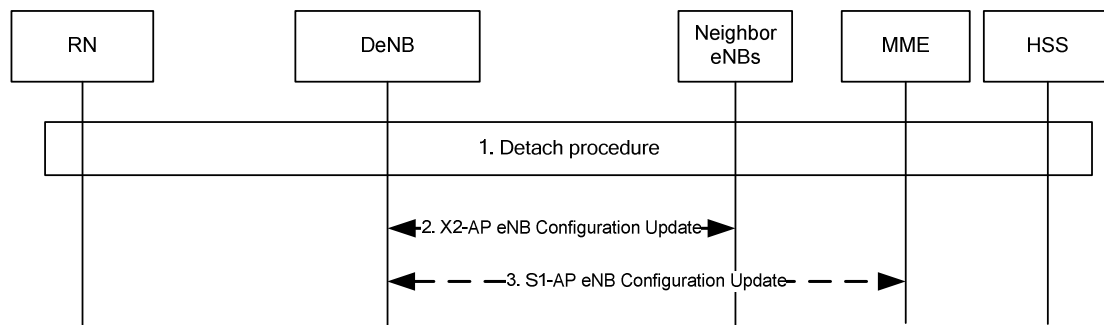 RN
DeNB
Neighbor
eNBs
MME
HSS
1. Detach procedure
2. X2-AP eNB Configuration Update
3. S1-AP eNB Configuration Update